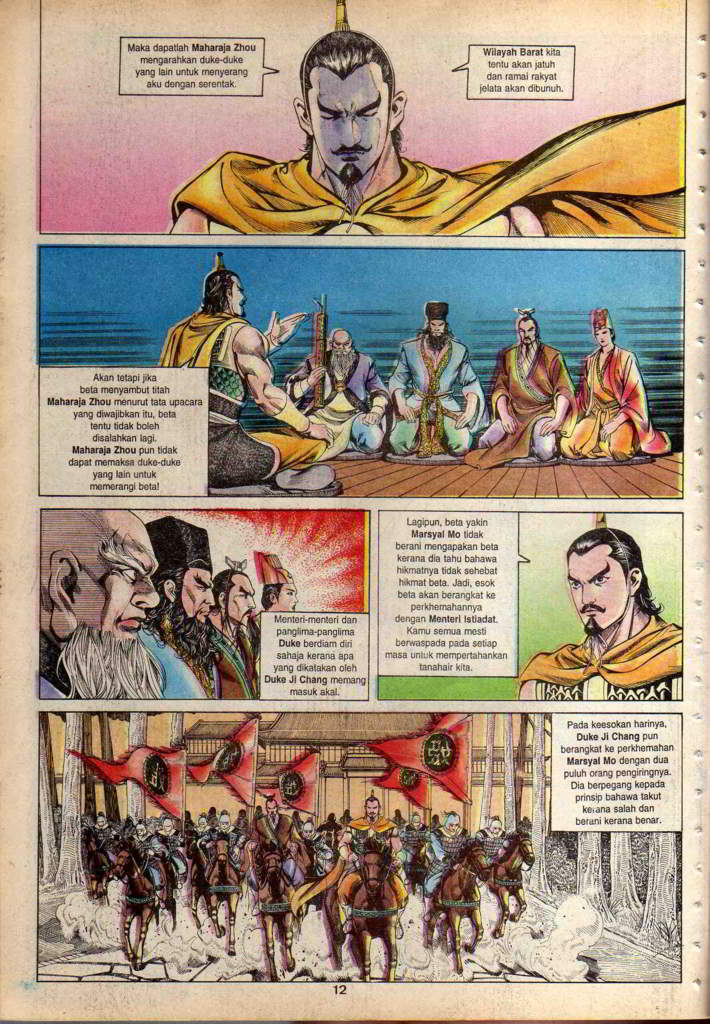 Maka dapatlah Maharaja Zhou
mengarahkan duke-duke
yang lain untuk menyerang
aku dengan serentak.
Wilayah Barat kita
tentu akan jatuh
dan ramai rakyat
jelata akan dibunuh.
Akan tetapi jika
beta menyambut titah
Maharaja Zhou menurut tata upacara
yang diwajibkan itu, beta
tentu tidak boleh
disalahkan lagi.
Maharaja Zhou pun tidak
dapat memaksa duke-duke
yang lain untuk
memerangi beta!
Menteri-menteri dan
panglima-panglima
Duke berdiam diri
sahaja kerana apa
yang dikatakan oleh
Duke Ji Chang memang
masuk akal.
Lagipun, beta yakin
Marsyal Mo tidak
berani mengapakan beta
kerana dia tahu bahawa
hikmatnya tidak sehebat
hikmat beta. Jadi, esok
beta akan berangkat ke
perkhemahannya
dengan Menteri Istiadat.
Kamu semua mesti
berwaspada pada setiap
masa untuk mempertahankan
tanahair kita.
Pada keesokan harinya,
Duke Ji Chang pun
berangkat ke perkhemahan
Marsyal Mo dengan dua
puluh orang pengiringnya.
Dia berpegang kepada
prinsip bahawa takut
kerana salah dan
berani kerana benar.
12